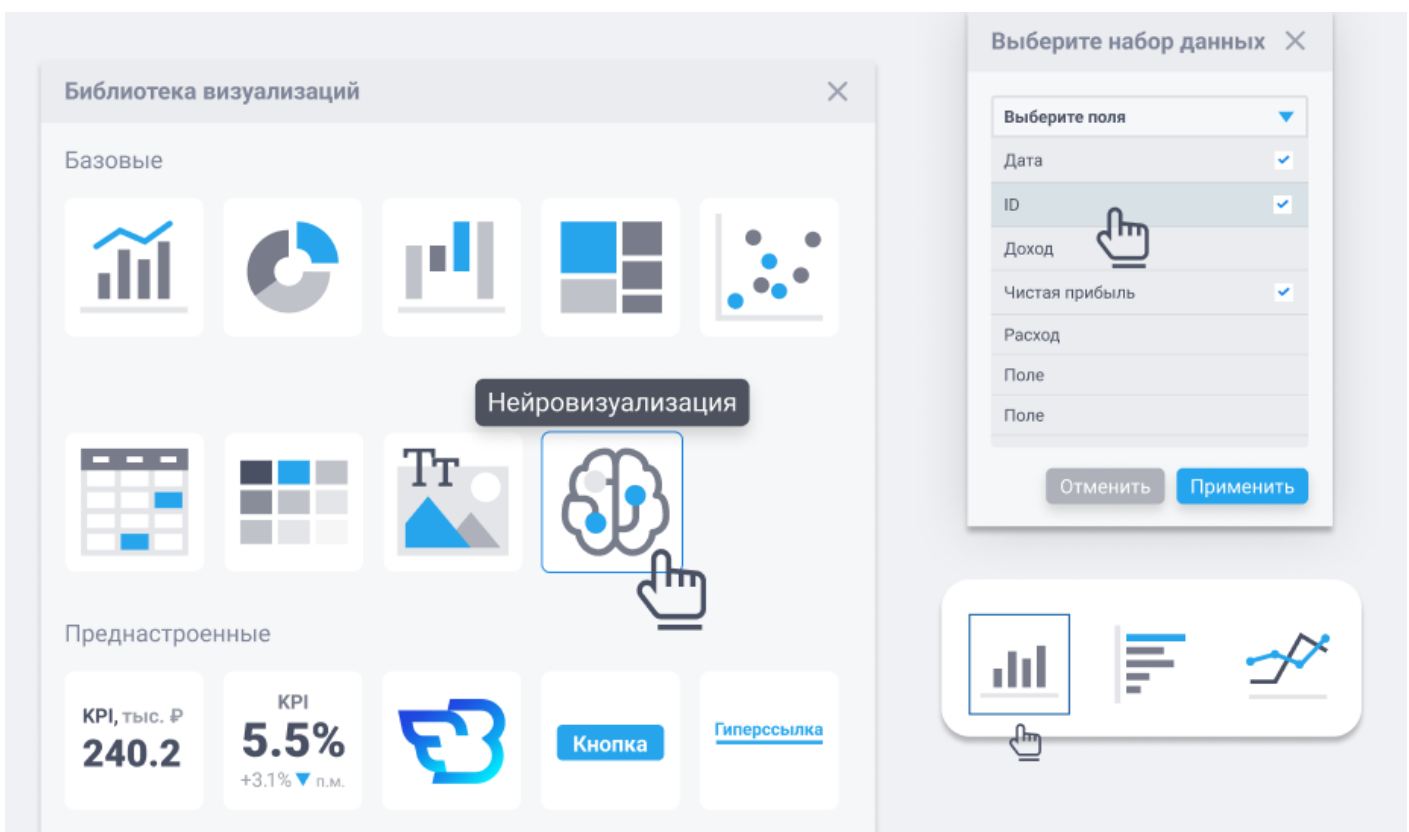 Библиотека визуализаций
Базовые
Нейровизуализация
Tт
Преднастроенные
KPI, тыс. ₽
240.2
KPI
5.5%
+3.1% ▼ п.м.
Кнопка
Гиперссылка
Выберите набор данных
Выберите поля
Дата
ID
Доход
Чистая прибыль
Расход
Поле
Поле
Отменить
Применить